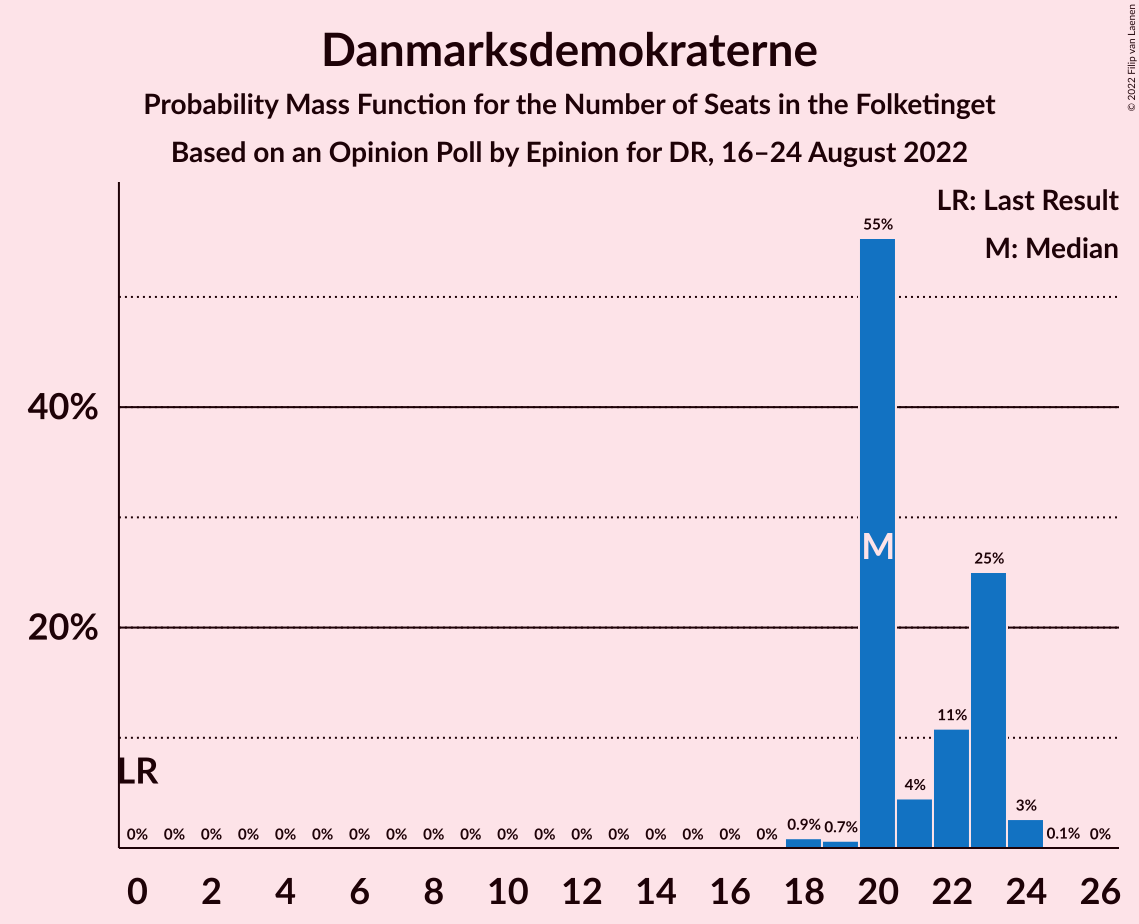 Danmarksdemokraterne
Probability Mass Function for the Number of Seats in the Folketinget
Based on an Opinion Poll by Epinion for DR, 16–24 August 2022
© 2022 Filip van Laenen
LR: Last Result
M: Median
55%
40%
M
25%
20%
11%
LR
4%
3%
0% 0% 0% 0% 0% 0% 0% 0% 0% 0% 0% 0% 0% 0% 0% 0% 0% 0% 0.9% 0.7% 0.1% 0%
0 2 4 6 8 10 12 14 16 18 20 22 24 26